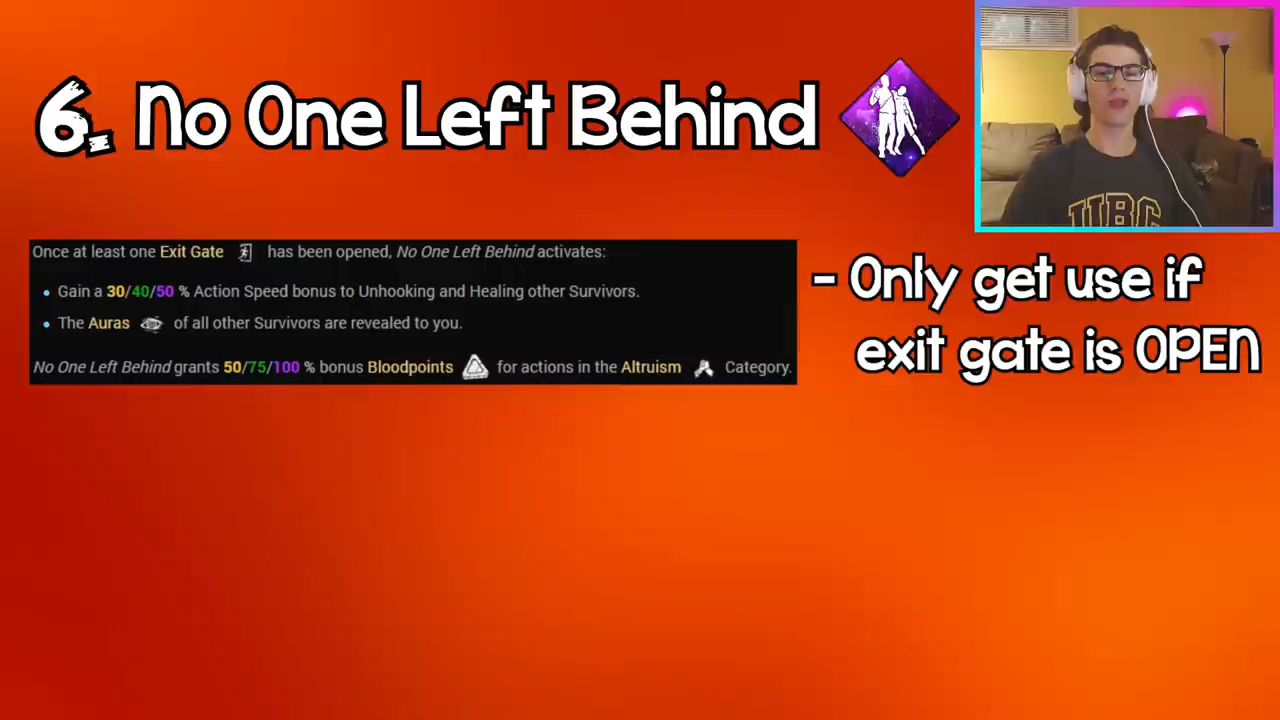 6. No One Left Behind
Once at least one Exit Gate has been opened, No One Left Behind activates:
• Gain a 30/40/50 % Action Speed bonus to Unhooking and Healing other Survivors.
• The Auras of all other Survivors are revealed to you.
No One Left Behind grants 50/75/100 % bonus Bloodpoints for actions in the Altruism Category.
- Only get use if
exit gate is OPEN
UBC